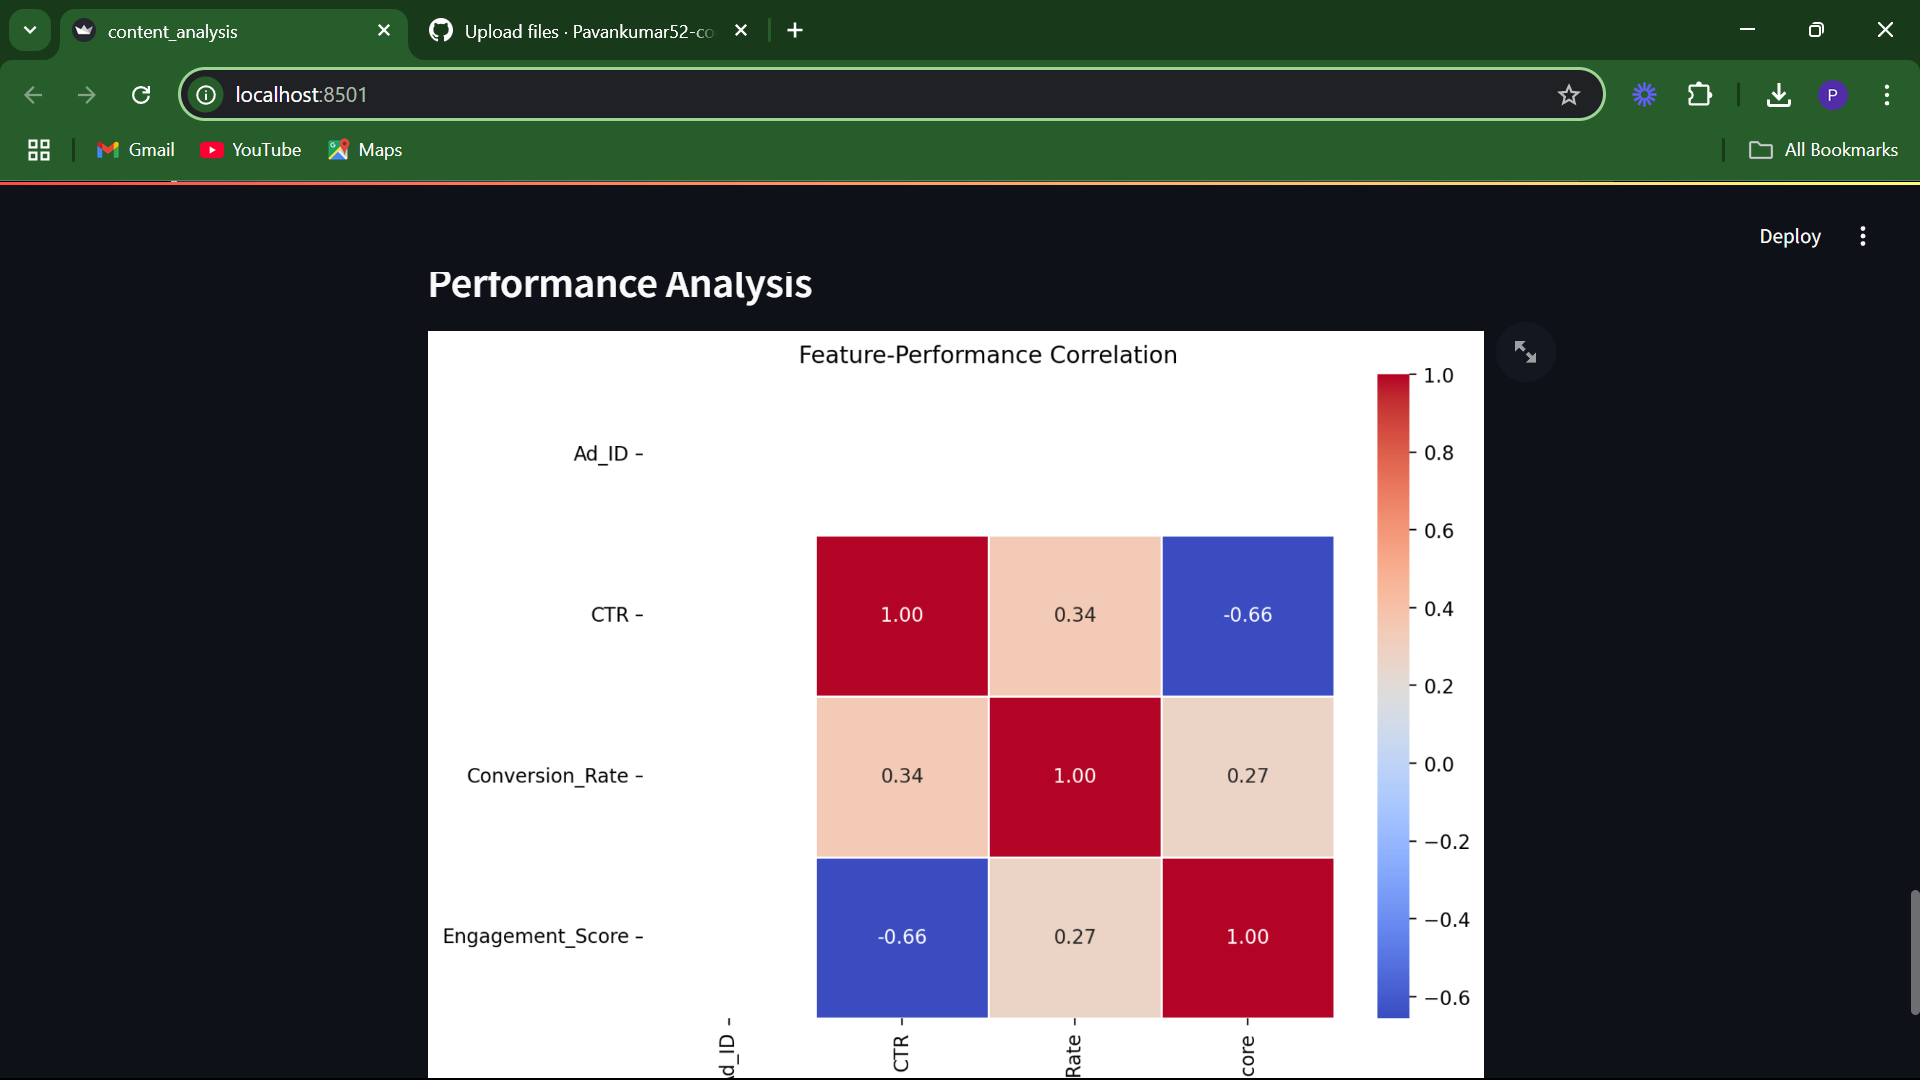 content_analysis
Upload files · Pavankumar52-co
localhost:8501
P
Gmail
YouTube
Maps
All Bookmarks
Deploy
Performance Analysis
Feature-Performance Correlation
1.0
Ad_ID
0.8
0.6
CTR
1.00
0.34
-0.66
0.4
0.2
Conversion_Rate
0.34
1.00
0.27
0.0
−0.2
Engagement_Score
-0.66
0.27
1.00
−0.4
−0.6
d_ID
CTR
Rate
core